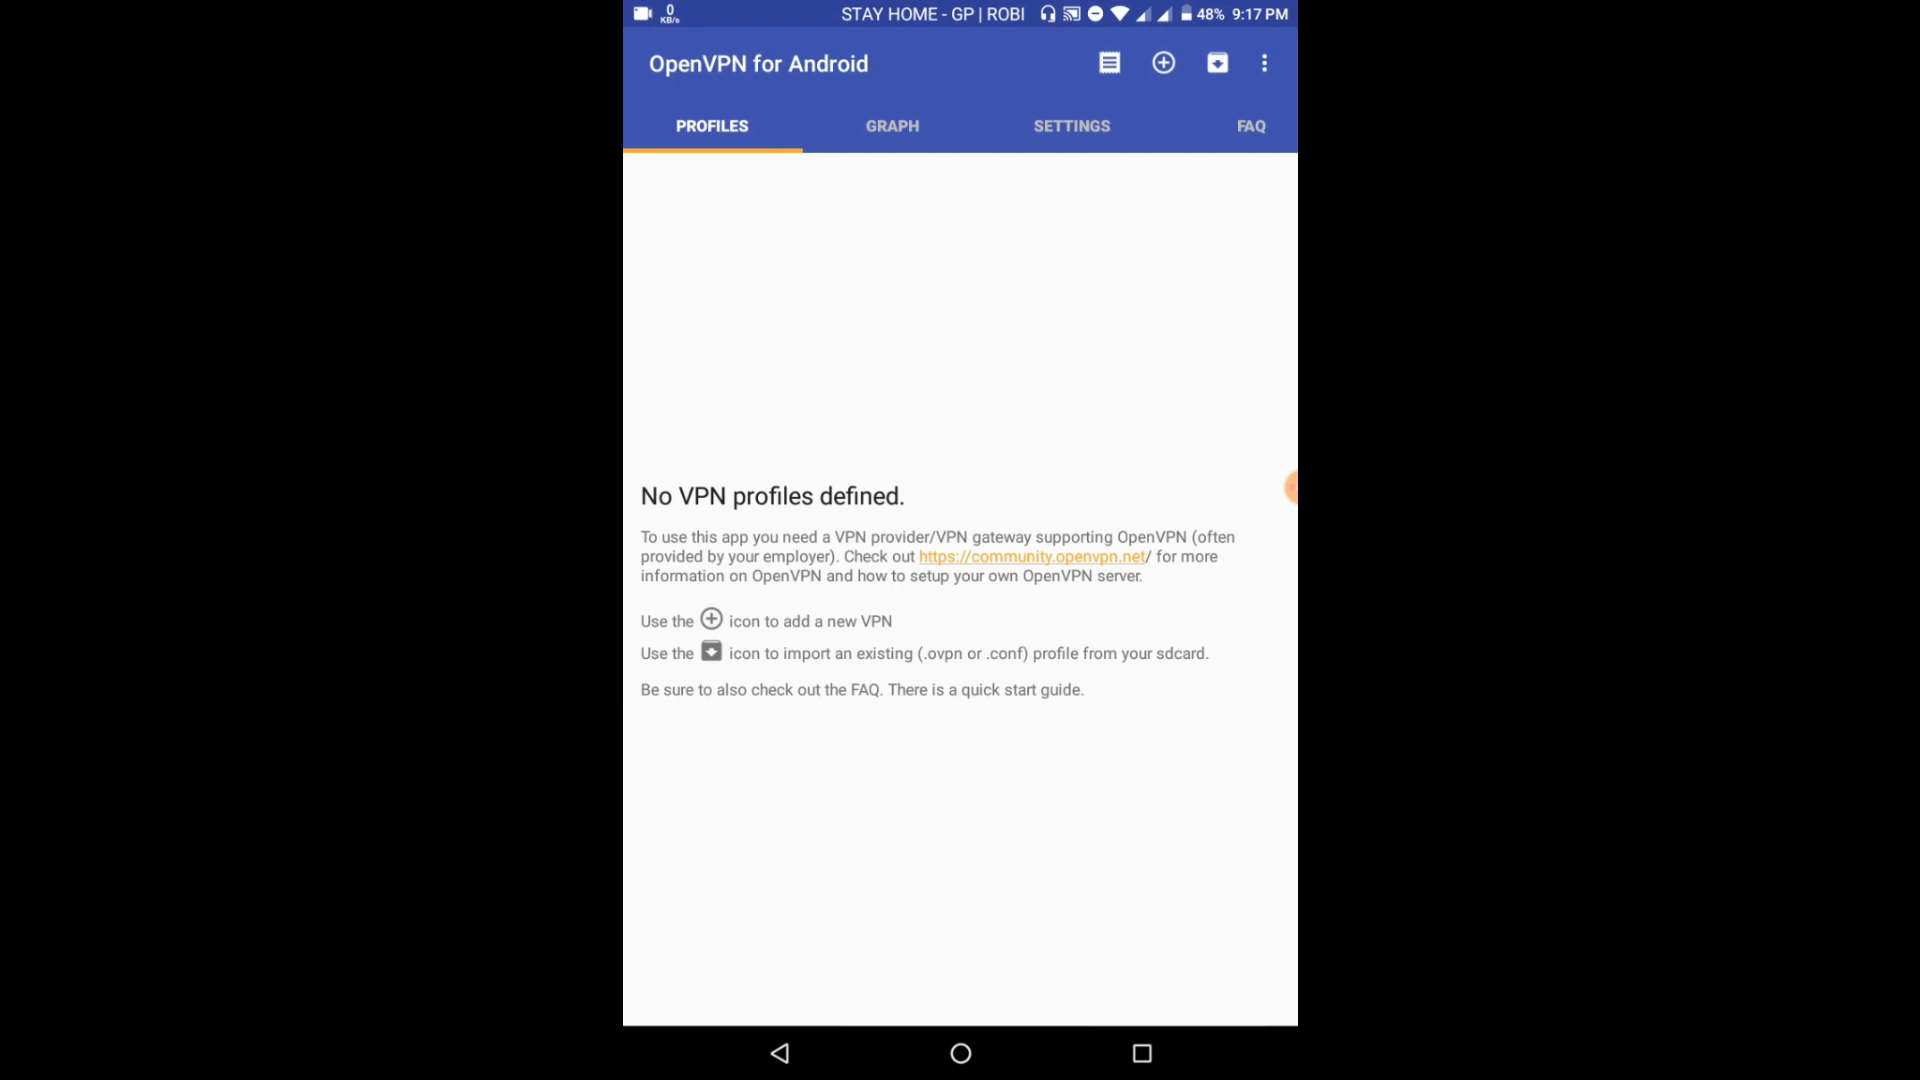 0
KB/s
STAY HOME - GP | ROBI
48% 9:17 PM
OpenVPN for Android
PROFILES
GRAPH
SETTINGS
FAQ
No VPN profiles defined.
To use this app you need a VPN provider/VPN gateway supporting OpenVPN (often
provided by your employer). Check out https://community.openvpn.net/ for more
information on OpenVPN and how to setup your own OpenVPN server.
Use the icon to add a new VPN
Use the icon to import an existing (.ovpn or .conf) profile from your sdcard.
Be sure to also check out the FAQ. There is a quick start guide.